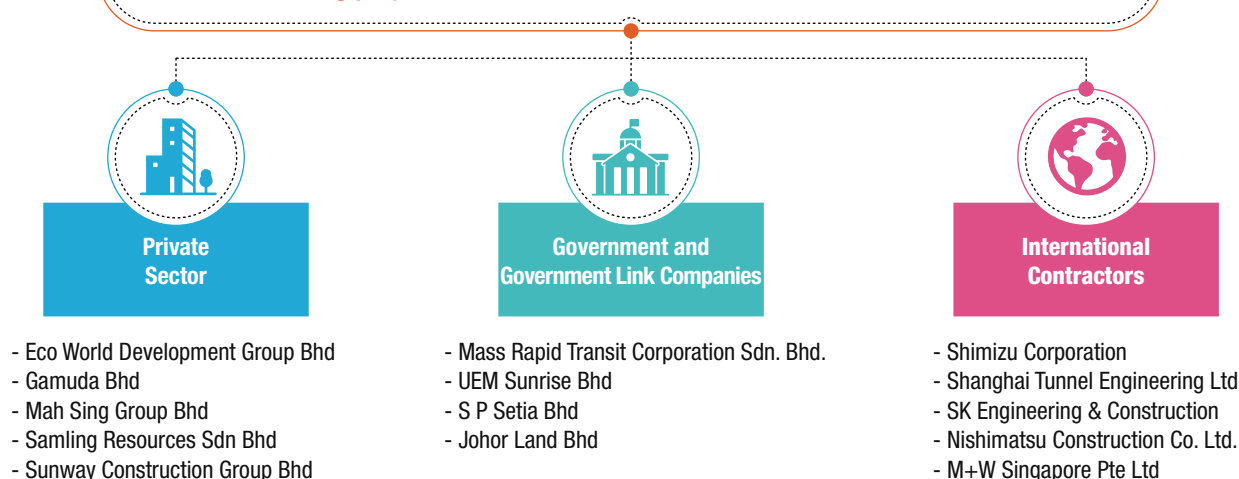 Private
Sector
- Eco World Development Group Bhd
- Gamuda Bhd
- Mah Sing Group Bhd
- Samling Resources Sdn Bhd
- Sunway Construction Group Bhd
Government and
Government Link Companies
- Mass Rapid Transit Corporation Sdn. Bhd.
- UEM Sunrise Bhd
- S P Setia Bhd
- Johor Land Bhd
International
Contractors
- Shimizu Corporation
- Shanghai Tunnel Engineering Ltd
- SK Engineering & Construction
- Nishimatsu Construction Co. Ltd.
- M+W Singapore Pte Ltd